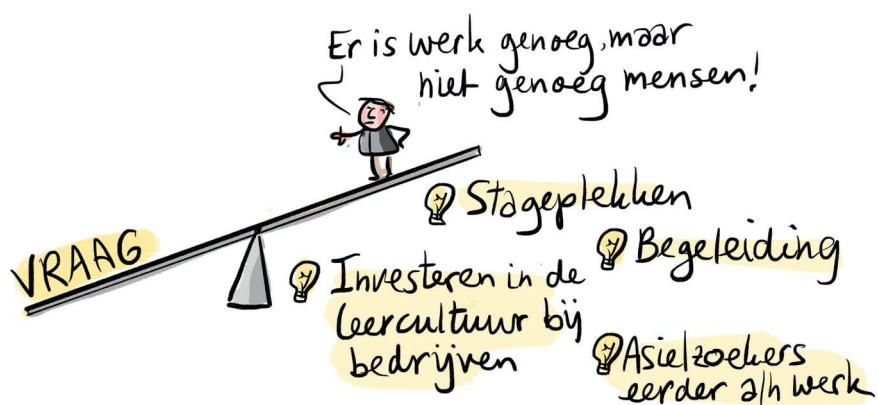 Er is werk genoeg, maar
niet genoeg mensen!
VRAAG
Stageplekken
Begeleiding
Investeren in de
leercultuur bij
bedrijven
Asielzoekers
eerder a/h werk